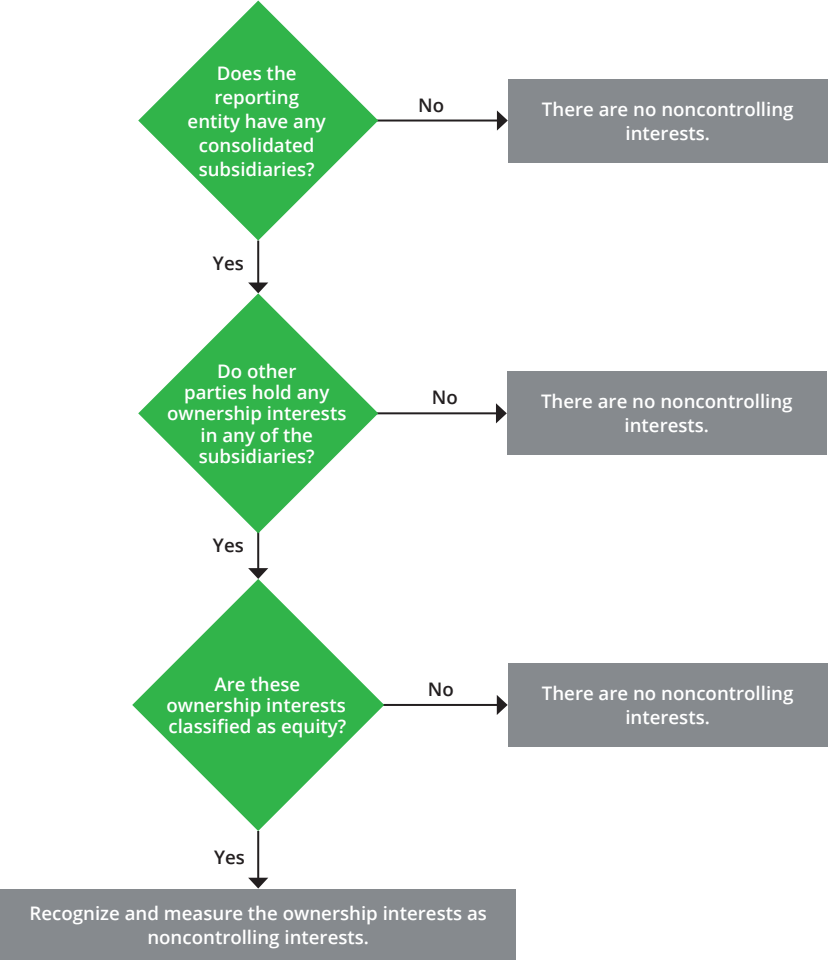 Does the
reporting
entity have any
consolidated
subsidiaries?
No
There are no noncontrolling
interests.
Yes
Do other
parties hold any
ownership interests
in any of the
subsidiaries?
No
There are no noncontrolling
interests.
Yes
Are these
ownership interests
classified as equity?
No
There are no noncontrolling
interests.
Yes
Recognize and measure the ownership interests as
noncontrolling interests.